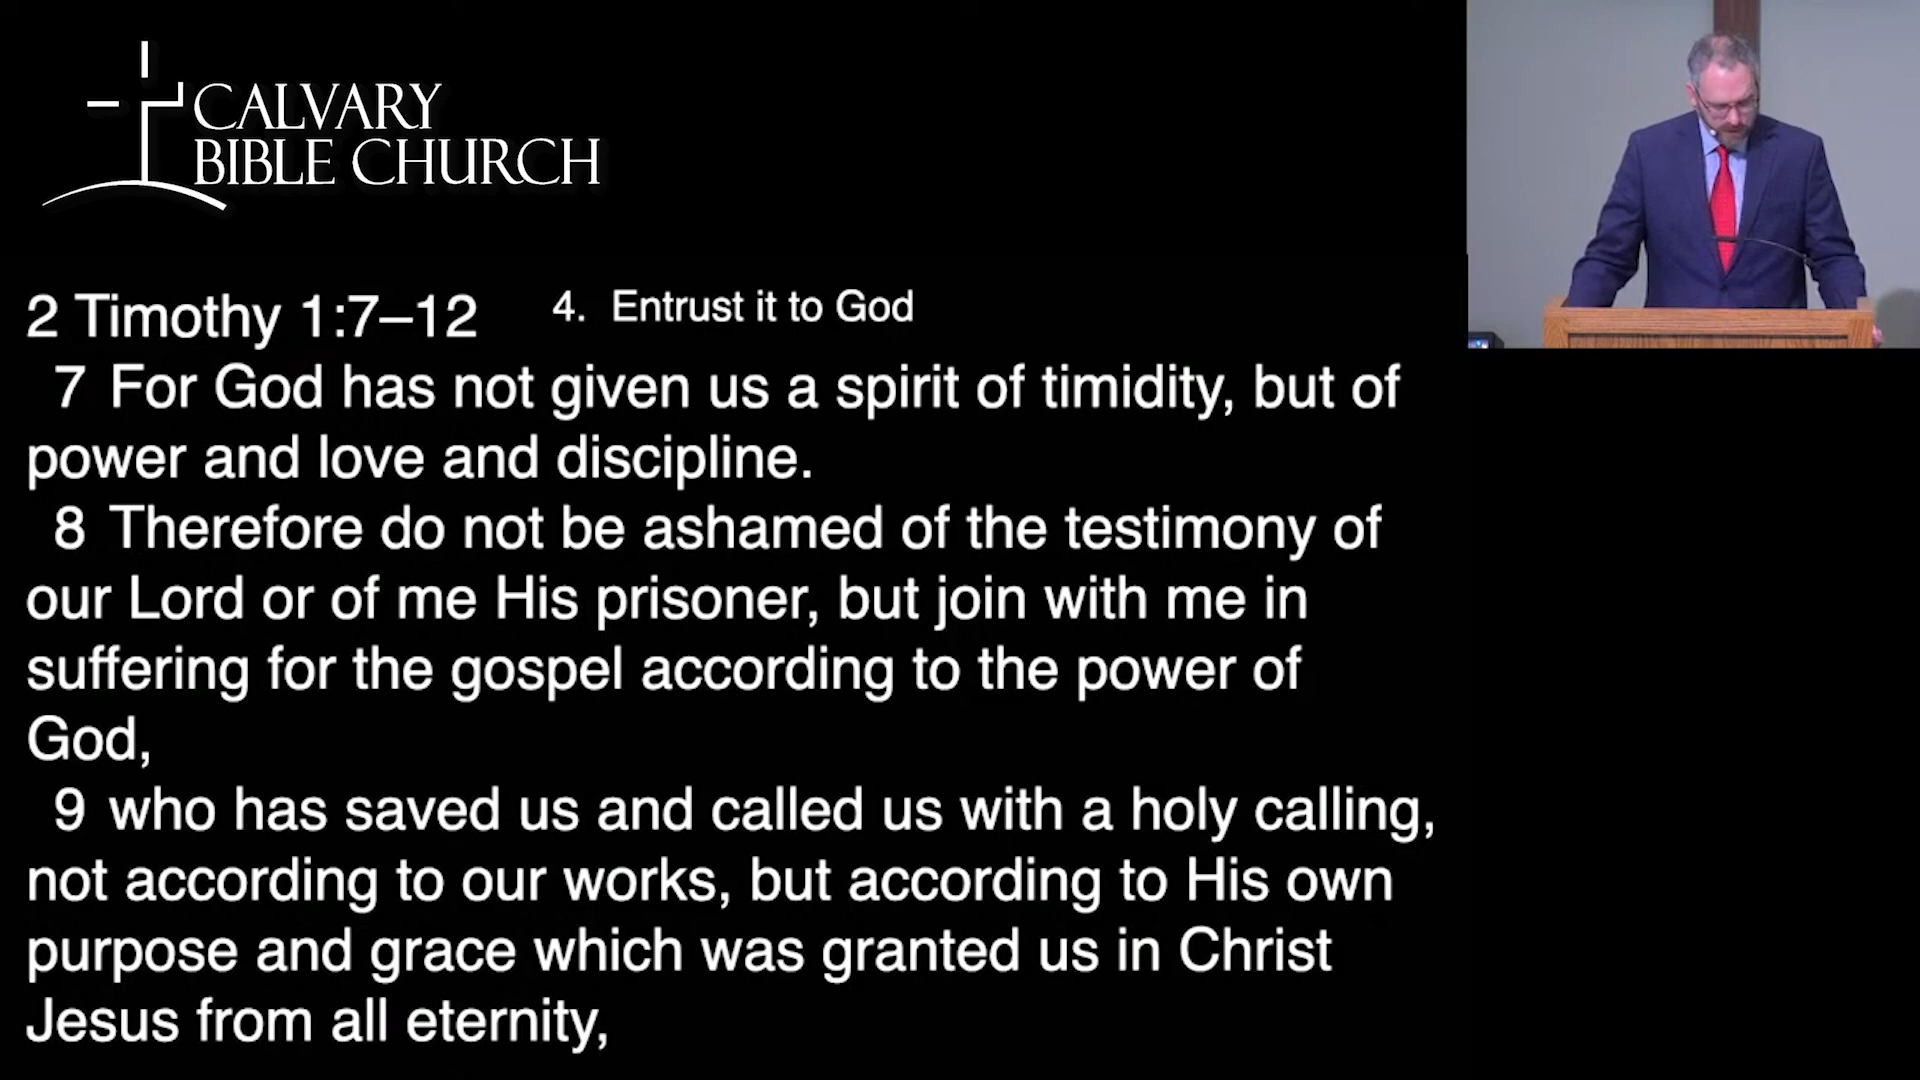 CALVARY
BIBLE CHURCH
2 Timothy 1:7–12
4. Entrust it to God
7 For God has not given us a spirit of timidity, but of
power and love and discipline.
8 Therefore do not be ashamed of the testimony of
our Lord or of me His prisoner, but join with me in
suffering for the gospel according to the power of
God,
9 who has saved us and called us with a holy calling,
not according to our works, but according to His own
purpose and grace which was granted us in Christ
Jesus from all eternity,